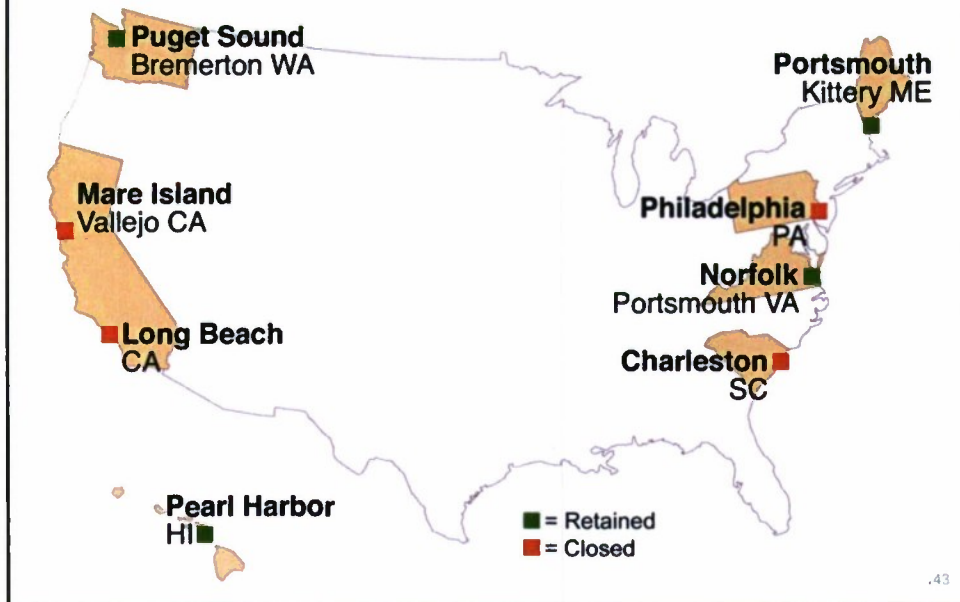 Puget Sound
Bremerton WA
Portsmouth
Kittery ME
Mare Island
Vallejo CA
Philadelphia
PA
Norfolk
Portsmouth VA
Long Beach
CA
Charleston
SC
Pearl Harbor
HI
= Retained
= Closed
.43